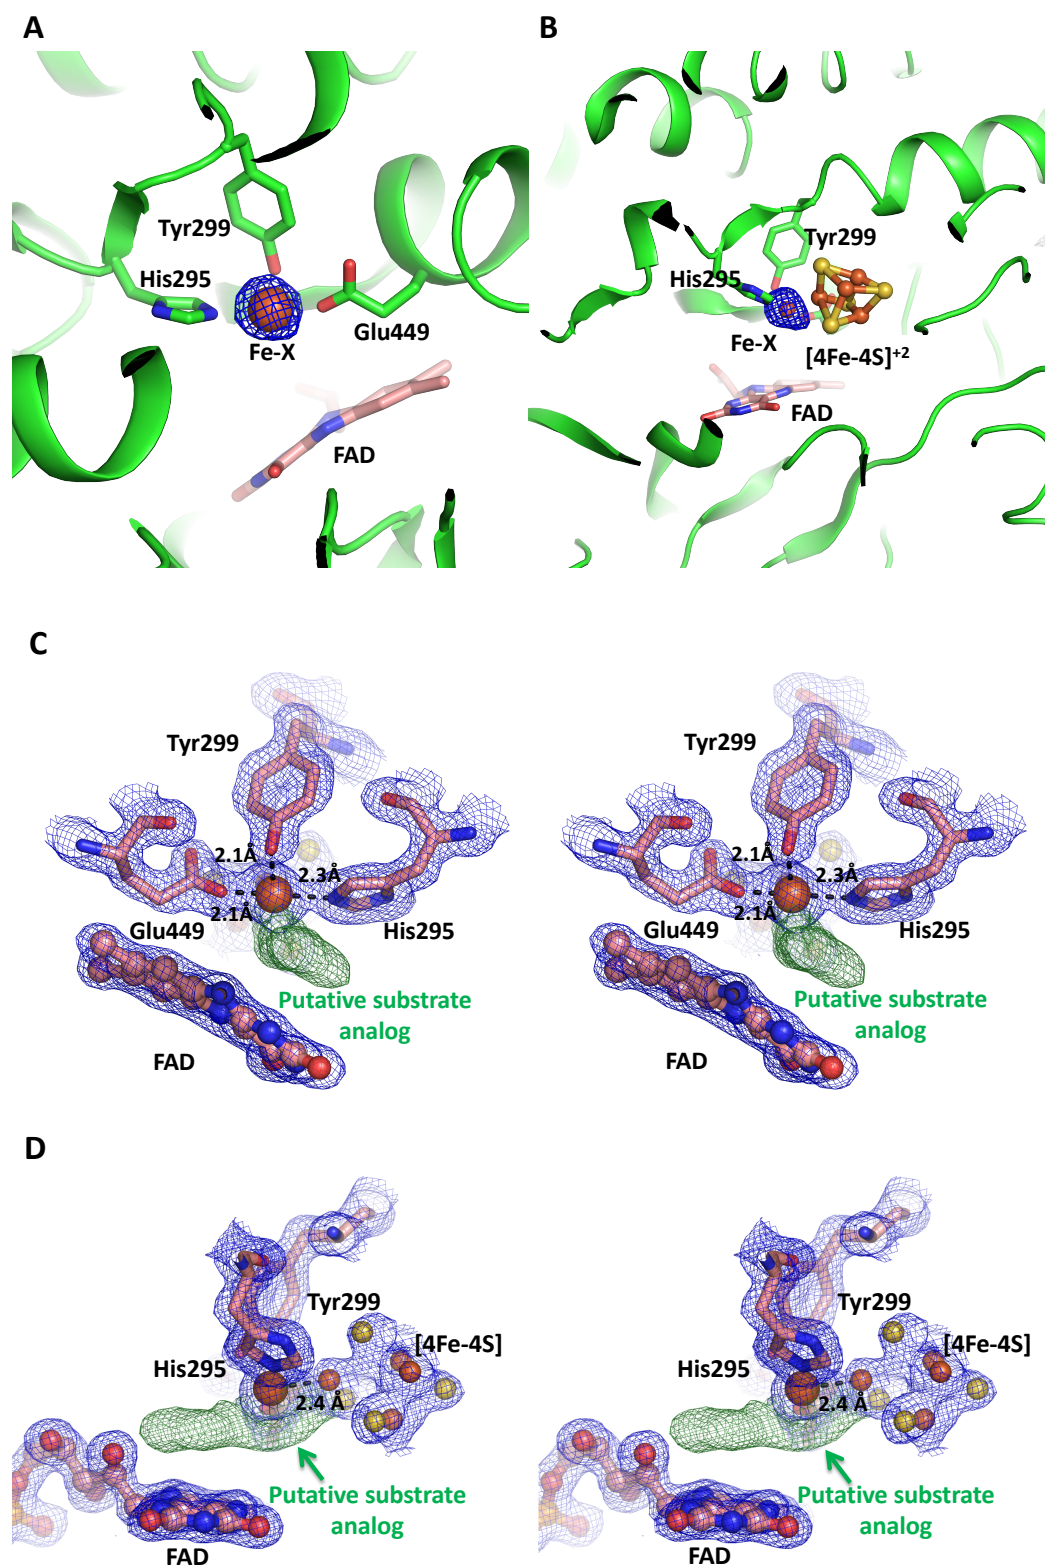 A
B
Tyr299
His295
Glu449
Fe-X
FAD
Tyr299
His295
Fe-X
[4Fe-4S]+2
FAD
C
Tyr299
2.1Å
2.3Å
2.1Å
Glu449
His295
Putative substrate
analog
FAD
Tyr299
2.1Å
2.3Å
2.1Å
Glu449
His295
Putative substrate
analog
FAD
D
Tyr299
[4Fe-4S]
His295
2.4 Å
Putative substrate
analog
FAD
Tyr299
[4Fe-4S]
His295
2.4 Å
Putative substrate
analog
FAD